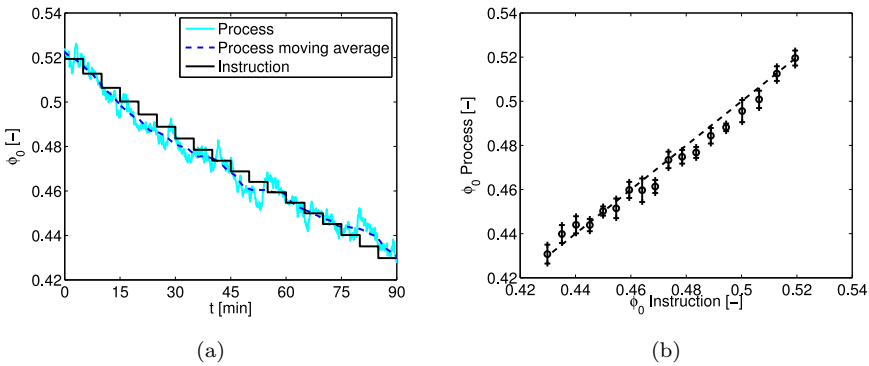 0.54
0.52
0.5
0.48
0.46
0.44
0.42
ϕ0 [−]
Process
Process moving average
Instruction
0 15 30 45 60 75 90
t [min]
(a)
0.54
0.52
0.5
0.48
0.46
0.44
0.42
ϕ0 Process [−]
0.42 0.44 0.46 0.48 0.5 0.52 0.54
ϕ0 Instruction [−]
(b)